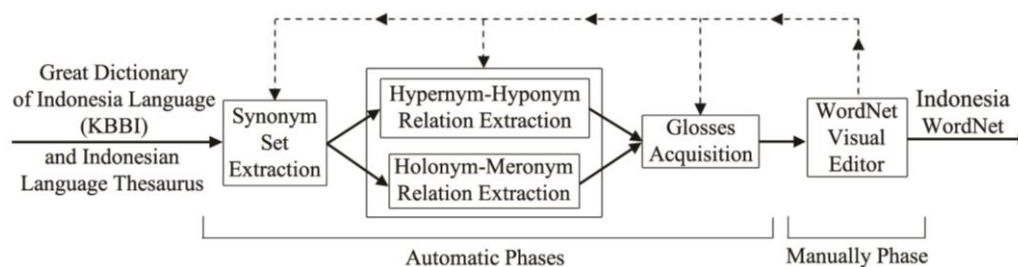 Great Dictionary
of Indonesia Language
(KBBI)
and Indonesian
Language Thesaurus
Synonym
Set
Extraction
Hypernym-Hyponym
Relation Extraction
Holonym-Meronym
Relation Extraction
Glosses
Acquisition
WordNet
Visual
Editor
Indonesia
WordNet
Automatic Phases
Manually Phase